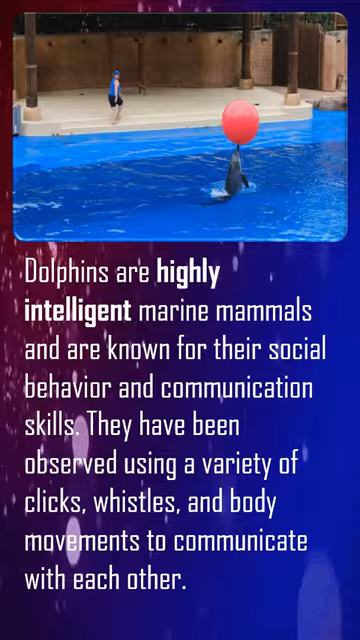 Dolphins are highly
intelligent marine mammals
and are known for their social
behavior and communication
skills. They have been
observed using a variety of
clicks, whistles, and body
movements to communicate
with each other.